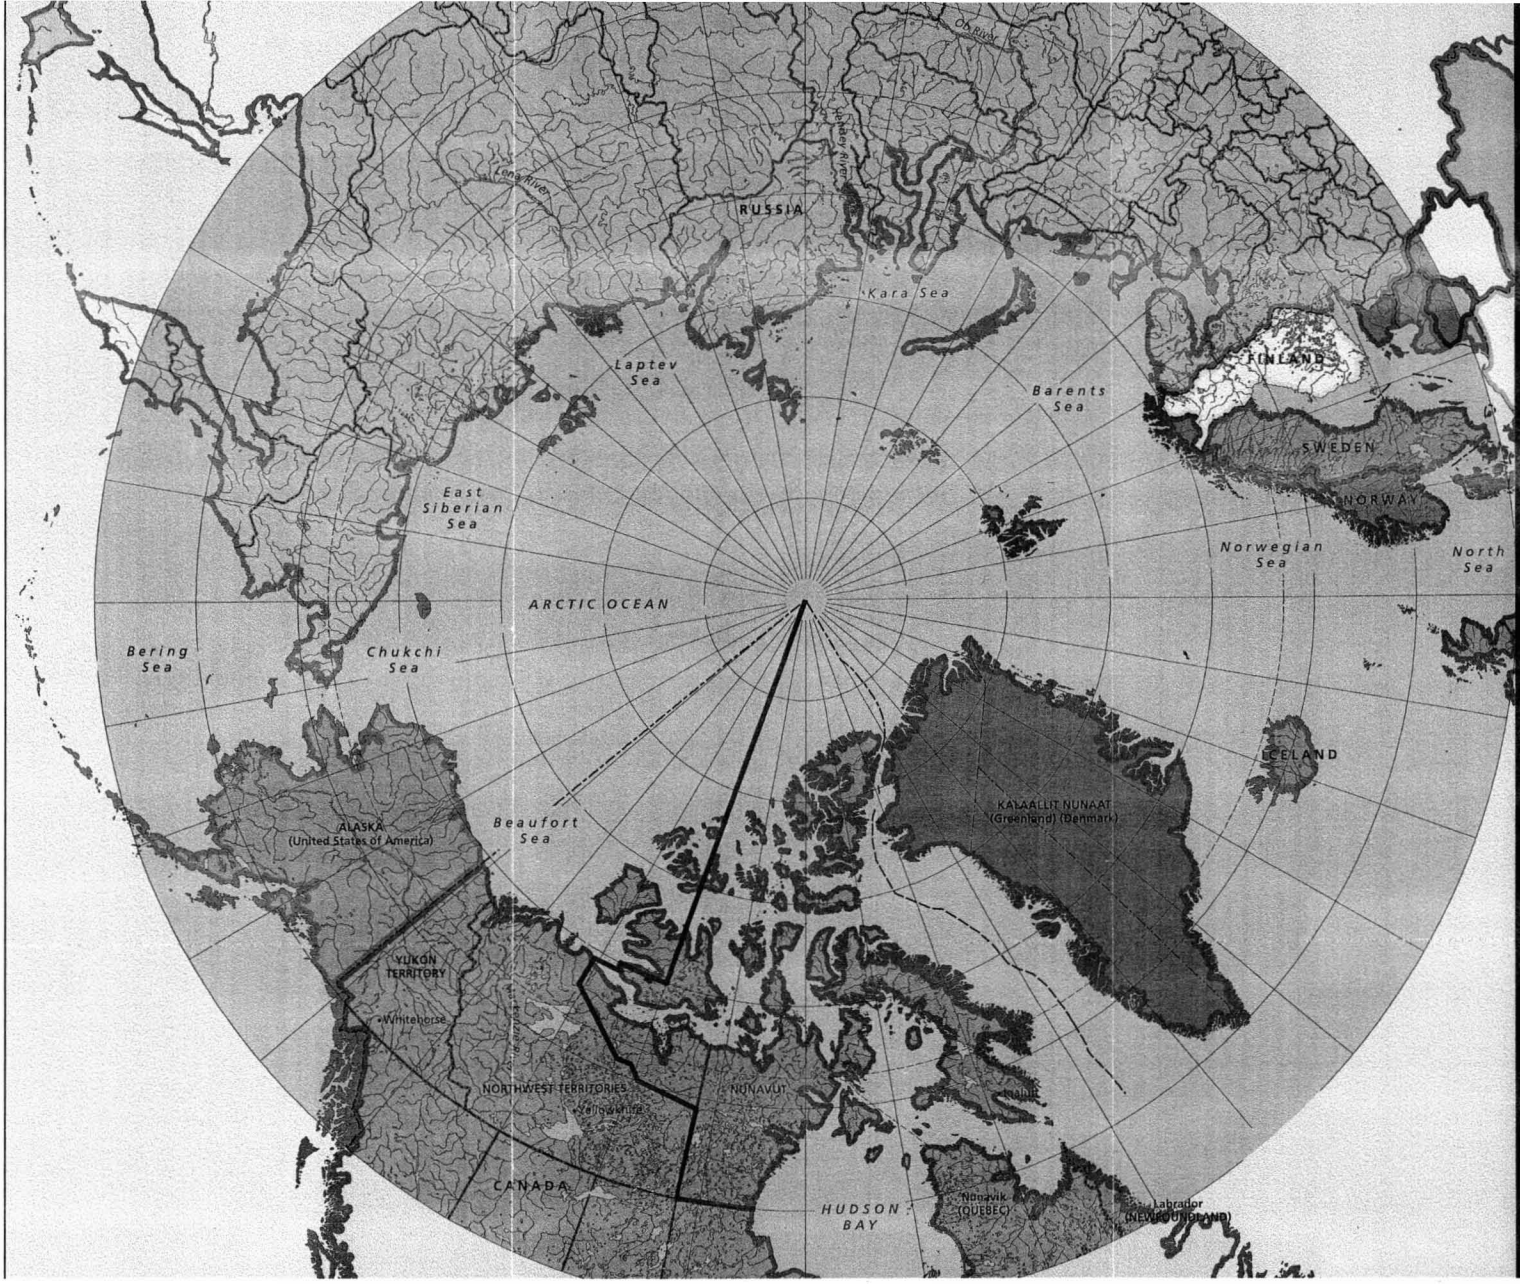 Ob River
Yenisey River
Lena River
RUSSIA
Kara Sea
FINLAND
Laptev
Sea
Barents
Sea
SWEDEN
East
Siberian
Sea
NORWAY
Norwegian
Sea
North
Sea
ARCTIC OCEAN
Bering
Sea
Chukchi
Sea
ICELAND
KALAALLIT NUNAAT
(Greenland) (Denmark)
Beaufort
Sea
ALASKA
(United States of America)
YUKON
TERRITORY
Whitehorse
NORTHWEST TERRITORIES
NUNAVUT
Iqaluit
Yellowknife
CANADA
Nunavik
(QUEBEC)
Labrador
(NEWFOUNDLAND)
HUDSON
BAY